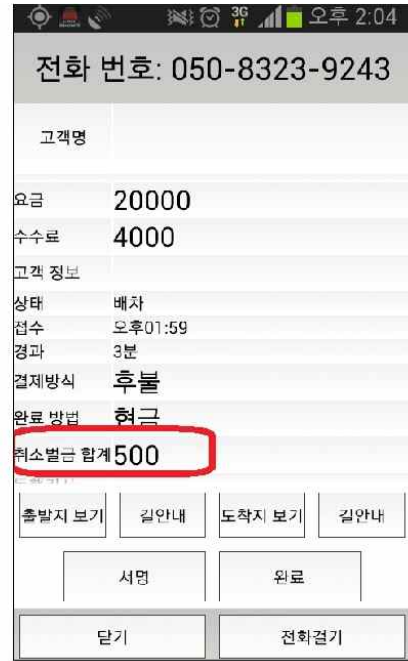 3G 오후 2:04
전화 번호: 050-8323-9243
고객명
요금 20000
수수료 4000
고객 정보
상태 배차
접수 오후01:59
경과 3분
결제방식 후불
완료 방법 현금
취소벌금 합계 500
출발지 보기 길안내 도착지 보기 길안내
서명 완료
닫기 전화걸기